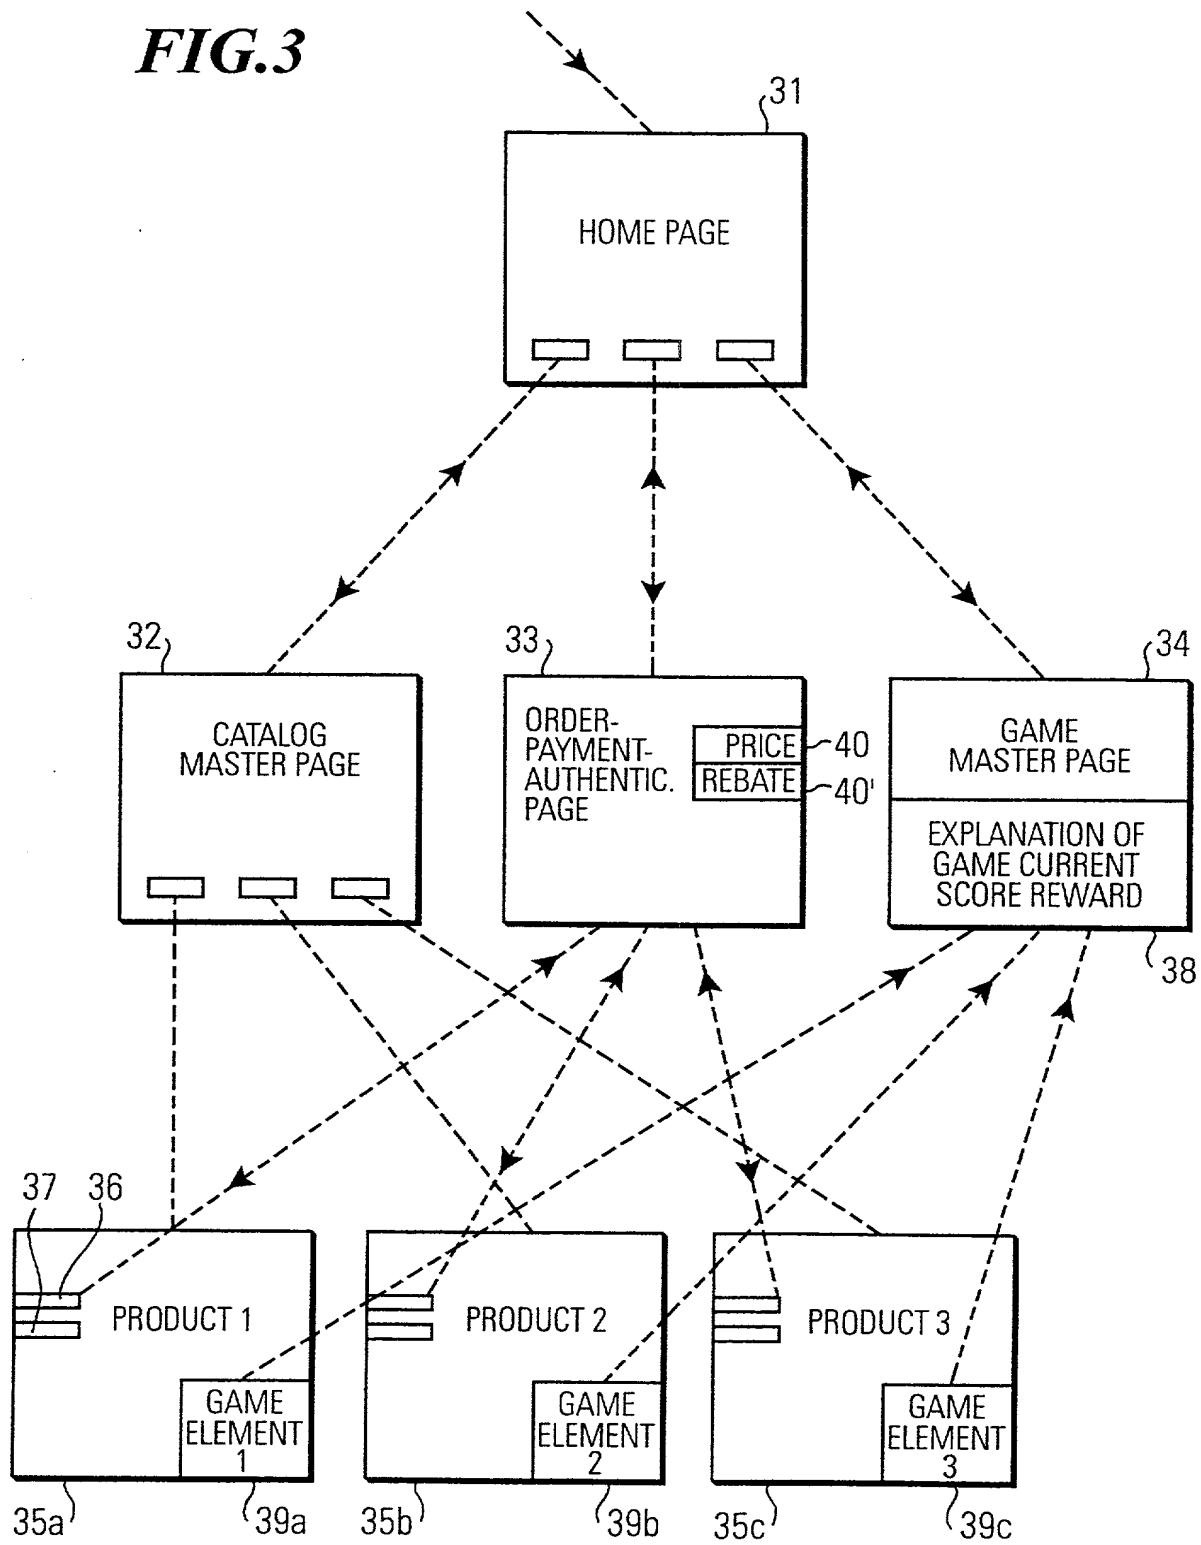 FIG.3
31
HOME PAGE
32
33
34
CATALOG
MASTER PAGE
ORDER-
PAYMENT-
AUTHENTIC.
PAGE
PRICE
40
REBATE
40'
GAME
MASTER PAGE
EXPLANATION OF
GAME CURRENT
SCORE REWARD
38
37
36
PRODUCT 1
GAME
ELEMENT
1
PRODUCT 2
GAME
ELEMENT
2
PRODUCT 3
GAME
ELEMENT
3
35a
39a
35b
39b
35c
39c